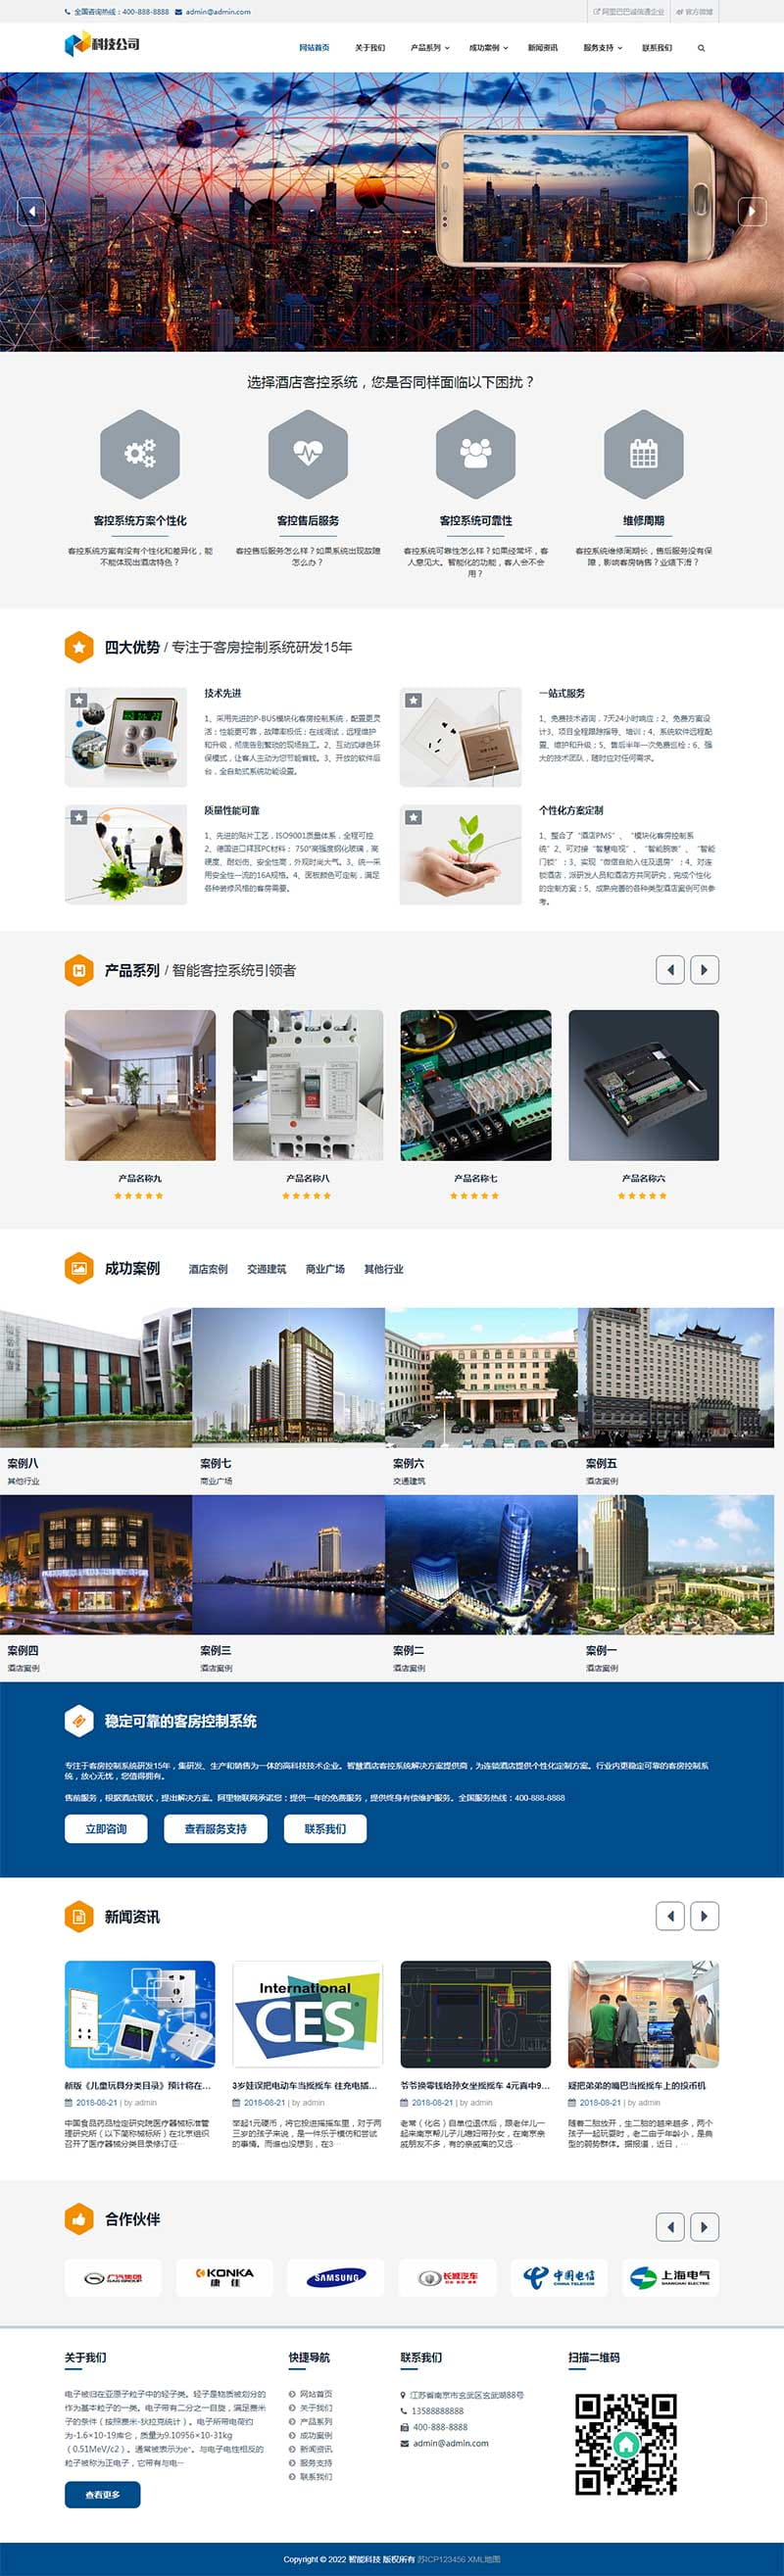 全国咨询热线：400-888-8888 admin@admin.com
阿里巴巴诚信通企业 官方微博
科技公司
网站首页 关于我们 产品系列 成功案例 新闻资讯 服务支持 联系我们
选择酒店客控系统，您是否同样面临以下困扰？
客控系统方案个性化
客控系统方案有没有个性化和差异化，能
不能体现出酒店特色？
客控售后服务
客控售后服务怎么样？如果系统出现故障
怎么办？
客控系统可靠性
客控系统可靠性怎么样？如果经常坏，客
人意见大。智能化的功能，客人会不会
用？
维修周期
客控系统维修周期长，售后服务没有保
障，影响客房销售？业绩下滑？
四大优势 / 专注于客房控制系统研发15年
技术先进
1、采用先进的P-BUS模块化客房控制系统，配置更灵
活；性能更可靠，故障率极低；在线调试，远程维护
和升级，彻底告别繁琐的现场施工。2、互动式绿色环
保模式，让客人主动为您节能省钱。3、开放的软件后
台，全自助式系统功能设置。
一站式服务
1、免费技术咨询，7天24小时响应；2、免费方案设
计3、项目全程跟踪指导、培训；4、系统软件远程配
置、维护和升级；5、售后半年一次免费巡检；6、强
大的技术团队，随时应对任何需求。
质量性能可靠
1、先进的贴片工艺，ISO9001质量体系，全程可控
2、德国进口拜耳PC材料； 750°高强度钢化玻璃，高
硬度、耐划伤、安全性高，外观时尚大气。3、统一采
用安全性一流的16A规格。4、面板颜色可定制，满足
各种装修风格的客房需要。
个性化方案定制
1、整合了“酒店PMS”、“模块化客房控制系
统”2、可对接“智慧电视”、“智能腕表”、“智能
门锁”；3、实现“微信自助入住及退房”；4、对连
锁酒店，派研发人员和酒店方共同研究，完成个性化
的定制方案；5、成熟完善的各种类型酒店案例可供参
考。
产品系列 / 智能客控系统引领者
产品名称九
产品名称八
产品名称七
产品名称六
成功案例 酒店案例 交通建筑 商业广场 其他行业
案例八
其他行业
案例七
商业广场
案例六
交通建筑
案例五
酒店案例
案例四
酒店案例
案例三
酒店案例
案例二
酒店案例
案例一
酒店案例
稳定可靠的客房控制系统
专注于客房控制系统研发15年，集研发、生产和销售为一体的高科技技术企业。智慧酒店客控系统解决方案提供商，为连锁酒店提供个性化定制方案。行业内更稳定可靠的客房控制系
统，放心无忧，您值得拥有。
售前服务，根据酒店现状，提出解决方案。阿里物联网承诺您：提供一年的免费服务，提供终身有偿维护服务。全国服务热线：400-888-8888
立即咨询 查看服务支持 联系我们
新闻资讯
International
CES
新版《儿童玩具分类目录》预计将在...
2018-08-21 | by admin
中国食品药品检定研究院医疗器械标准管
理研究所（以下简称械标所）在北京组织
召开了医疗器械分类目录修订征…
3岁娃误把电动车当摇摇车 往充电插...
2018-08-21 | by admin
举起1元硬币，将它投进摇摇车里，对于两
三岁的孩子来说，是一件乐于模仿和尝试
的事情。而谁也没想到，在3…
爷爷换零钱给孙女坐摇摇车 4元真中9...
2018-08-21 | by admin
老常（化名）自单位退休后，跟老伴儿一
起来南京帮儿子儿媳妇带孙女，在南京亲
戚朋友不多，有的亲戚离的又远…
疑把弟弟的嘴巴当摇摇车上的投币机
2018-08-21 | by admin
随着二胎放开，生二胎的越来越多，两个
孩子一起玩耍时，老二由于年龄小，是典
型的弱势群体。据报道，近日，…
合作伙伴
广汽集团
GAC GROUP
KONKA
康佳
SAMSUNG
长城汽车
中国电信
CHINA TELECOM
上海电气
SHANGHAI ELECTRIC
关于我们
电子被归在亚原子粒子中的轻子类。轻子是物质被划分的
作为基本粒子的一类。电子带有二分之一自旋，满足费米
子的条件（按照费米-狄拉克统计）。电子所带电荷约
为-1.6×10-19库仑，质量为9.10956×10-31kg
（0.51MeV/c2）。通常被表示为e⁻。与电子电性相反的
粒子被称为正电子，它带有与电…
查看更多
快捷导航
网站首页
关于我们
产品系列
成功案例
新闻资讯
服务支持
联系我们
联系我们
江苏省南京市玄武区玄武湖88号
13588888888
400-888-8888
admin@admin.com
扫描二维码
Copyright © 2022 智能科技 版权所有 苏ICP123456 XML地图